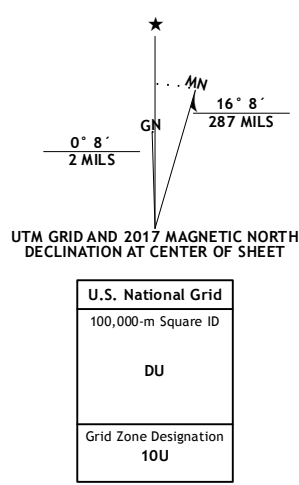 ★
MN
GN
16° 8´
287 MILS
0° 8´
2 MILS
UTM GRID AND 2017 MAGNETIC NORTH
DECLINATION AT CENTER OF SHEET
U.S. National Grid
100,000-m Square ID
DU
Grid Zone Designation
10U